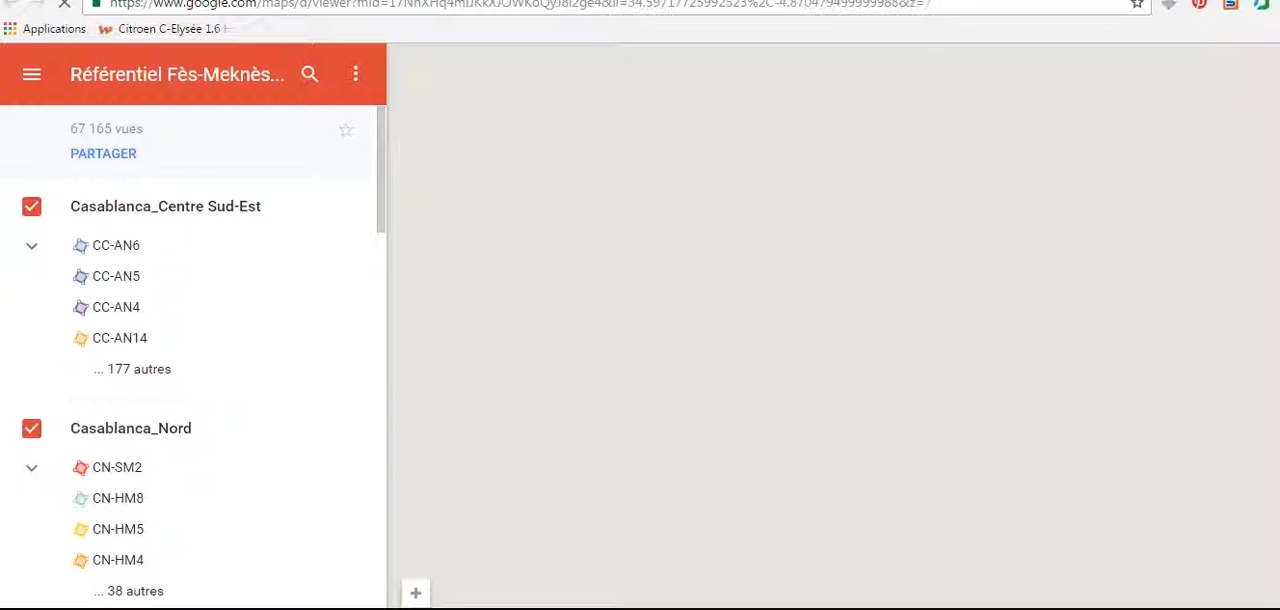 Applications Citroen C-Elysée 1.6
Référentiel Fès-Meknès...
67 165 vues
PARTAGER
Casablanca_Centre Sud-Est
CC-AN6
CC-AN5
CC-AN4
CC-AN14
... 177 autres
Casablanca_Nord
CN-SM2
CN-HM8
CN-HM5
CN-HM4
... 38 autres